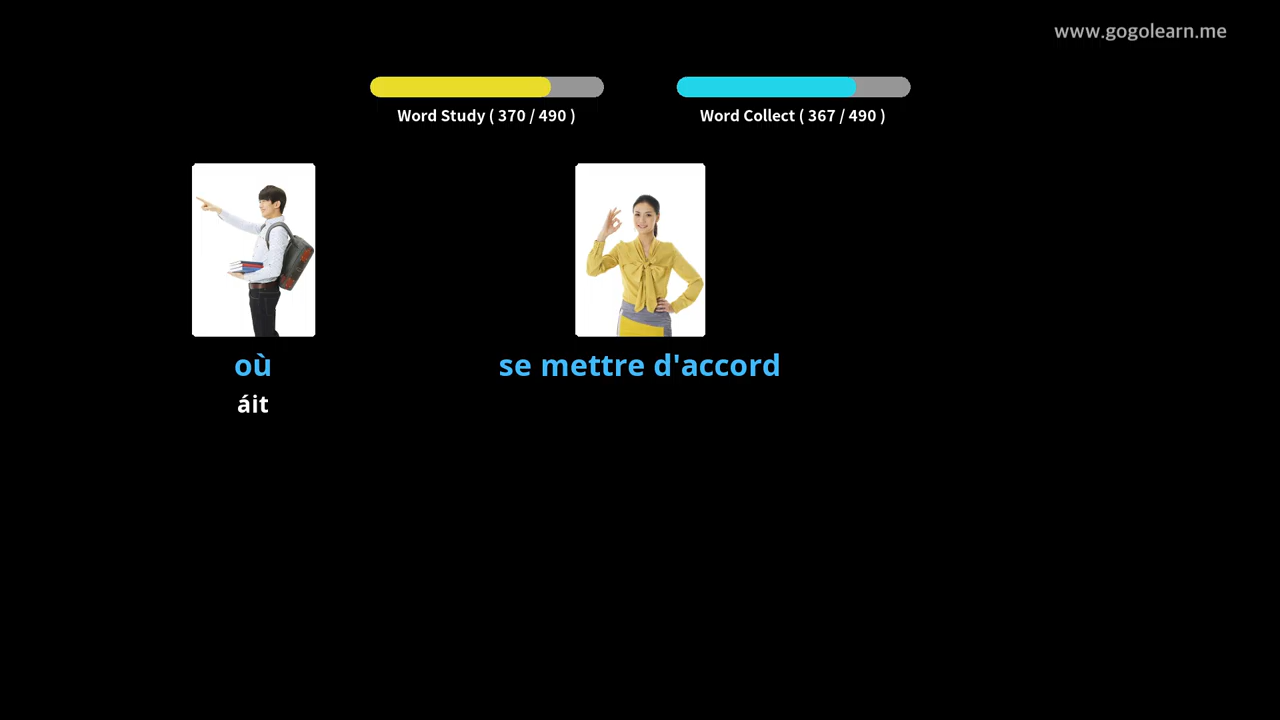 www.gogolearn.me
Word Study ( 370 / 490 )
Word Collect ( 367 / 490 )
où
se mettre d'accord
áit